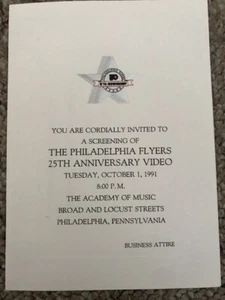 YOU ARE CORDIALLY INVITED TO
A SCREENING OF
THE PHILADELPHIA FLYERS
25TH ANNIVERSARY VIDEO
TUESDAY, OCTOBER 1, 1991
8:00 P.M.
THE ACADEMY OF MUSIC
BROAD AND LOCUST STREETS
PHILADELPHIA, PENNSYLVANIA
BUSINESS ATTIRE